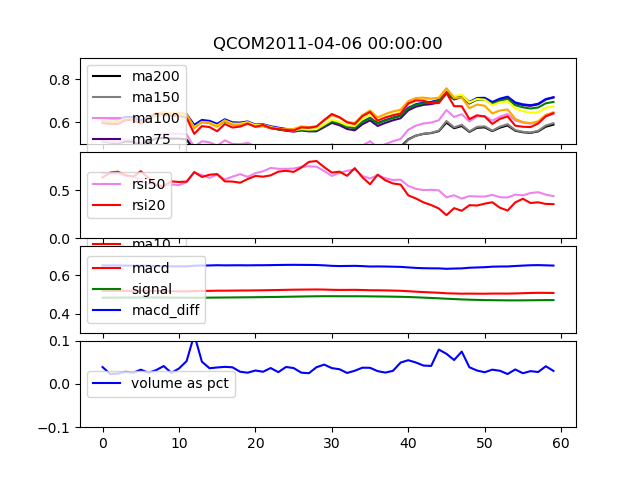 QCOM2011-04-06 00:00:00
0.8
0.6
ma200
ma150
ma100
ma75
0.5
0.0
rsi50
rsi20
ma10
0.6
0.4
macd
signal
macd_diff
0.1
0.0
−0.1
volume as pct
0 10 20 30 40 50 60